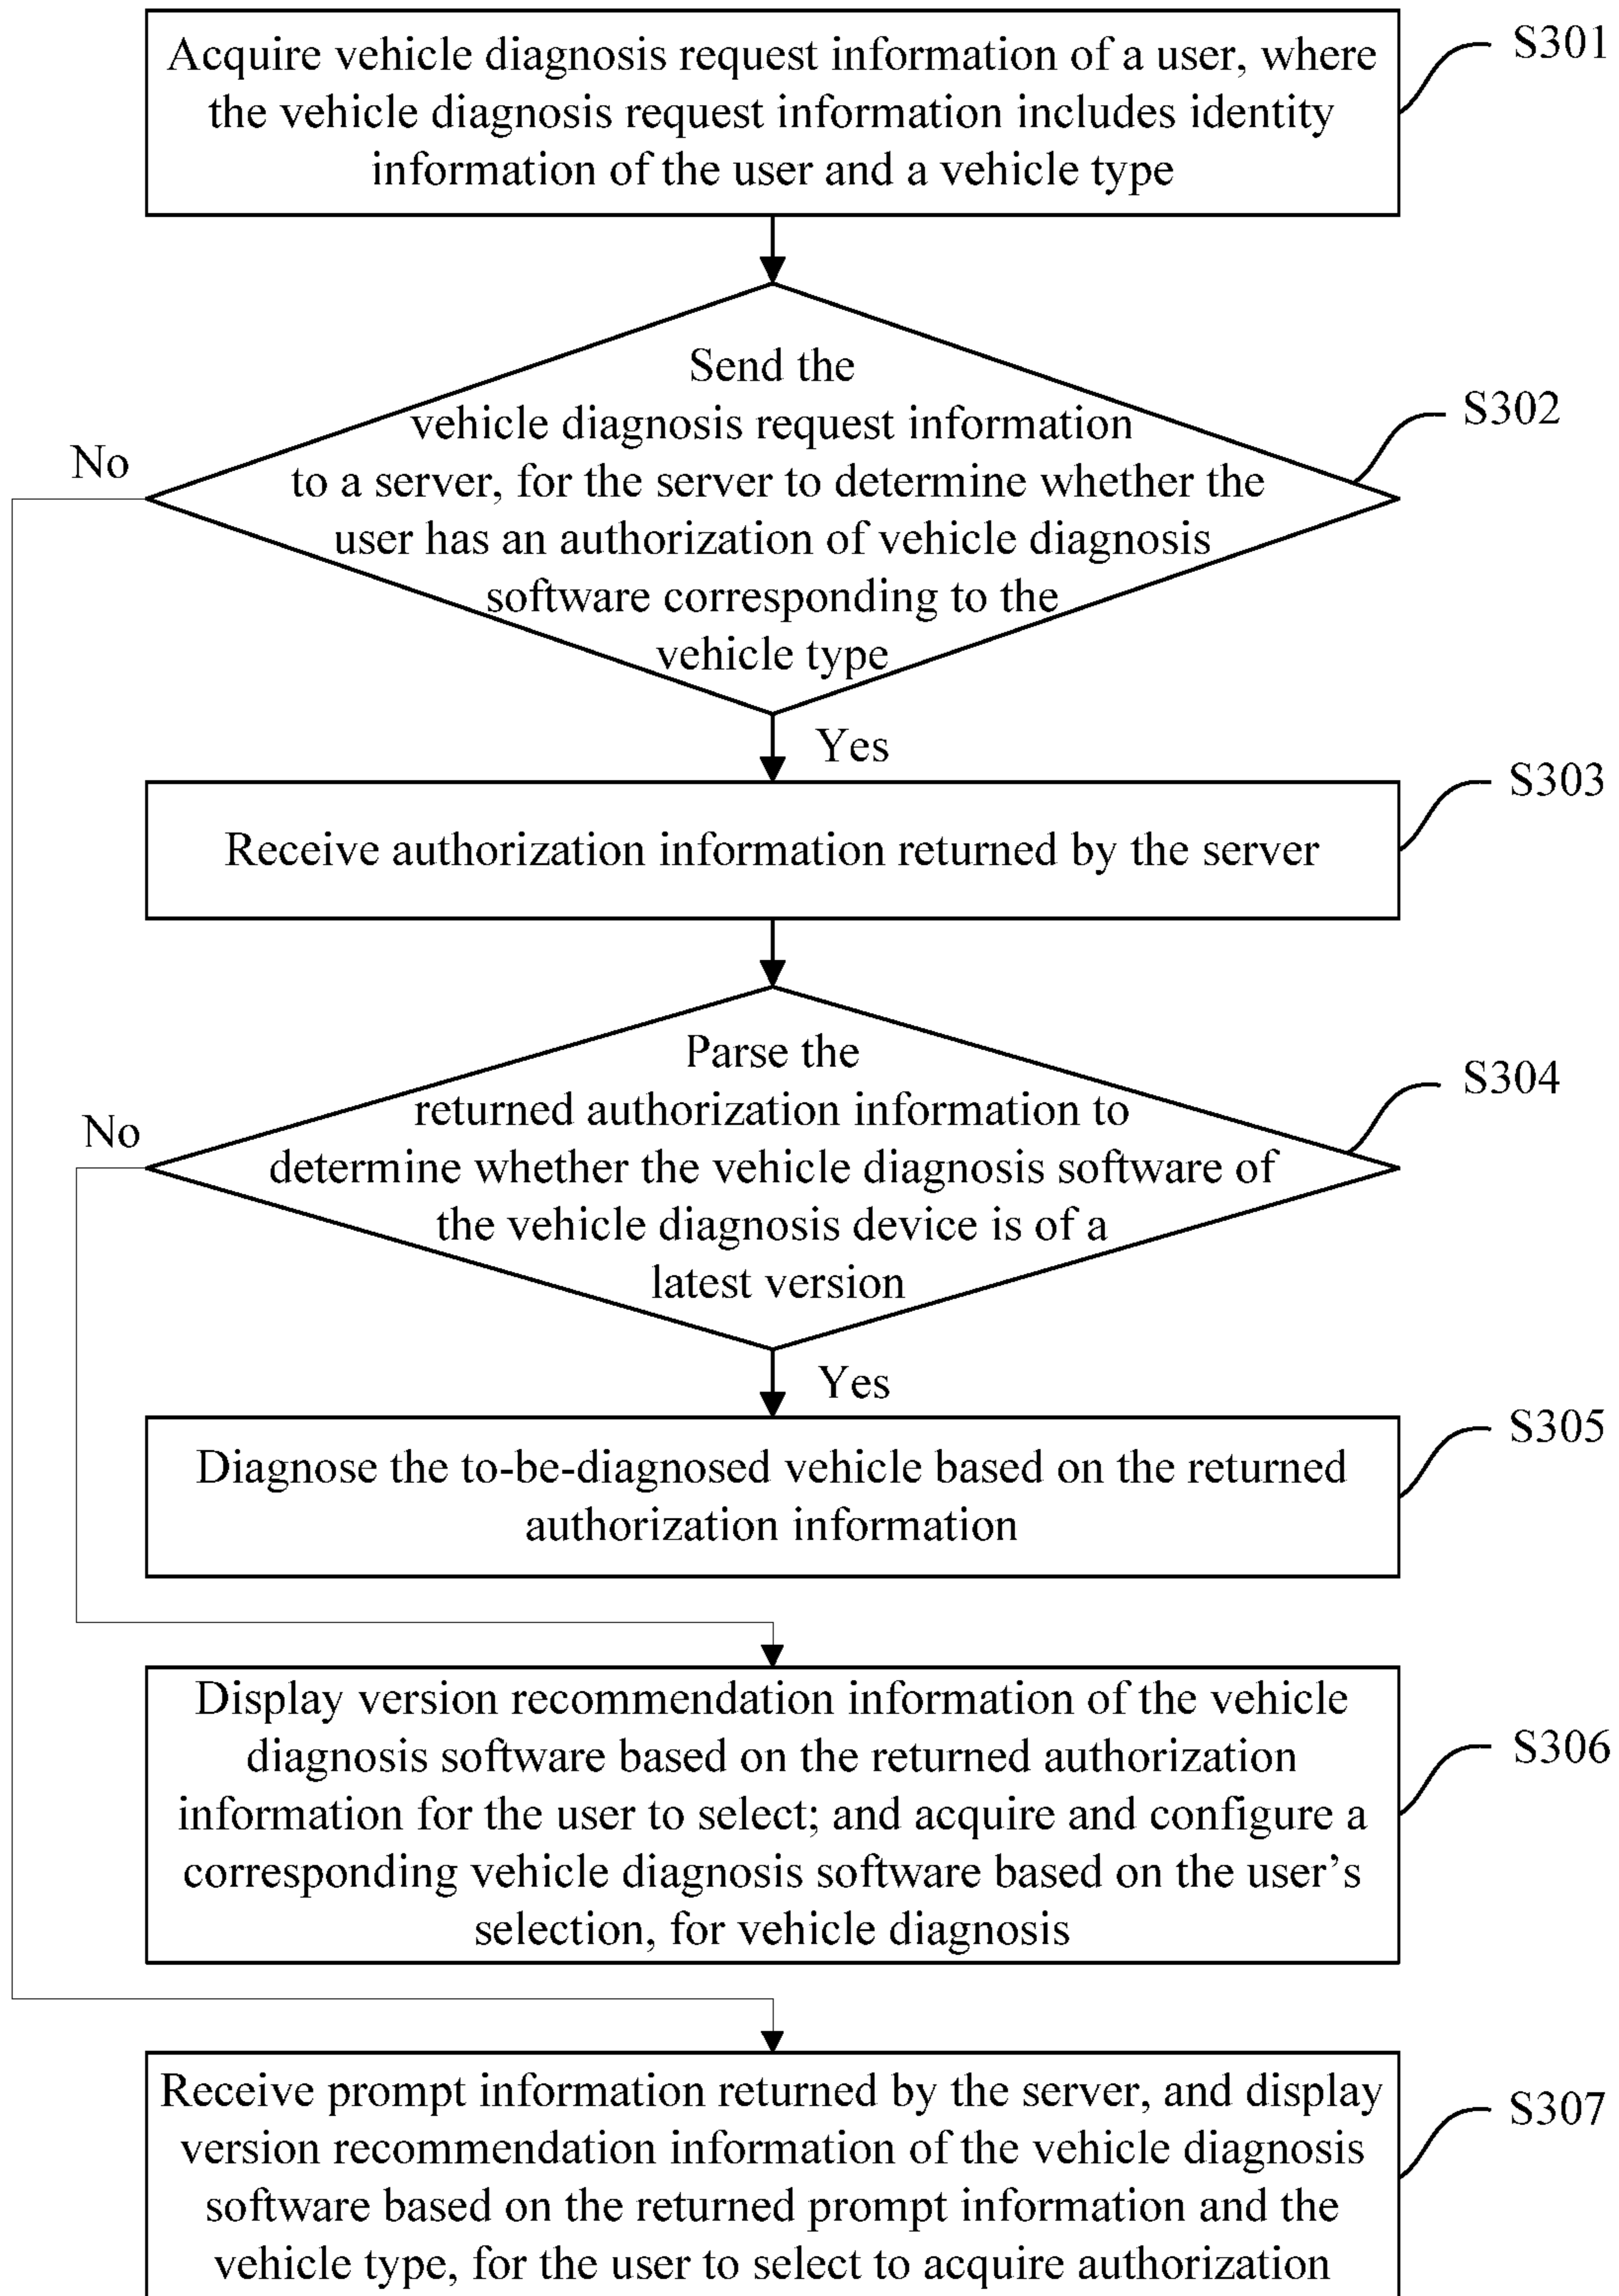 Acquire vehicle diagnosis request information of a user, where
the vehicle diagnosis request information includes identity
information of the user and a vehicle type
S301
Send the
vehicle diagnosis request information
to a server, for the server to determine whether the
user has an authorization of vehicle diagnosis
software corresponding to the
vehicle type
S302
No
Yes
Receive authorization information returned by the server
S303
Parse the
returned authorization information to
determine whether the vehicle diagnosis software of
the vehicle diagnosis device is of a
latest version
S304
No
Yes
Diagnose the to-be-diagnosed vehicle based on the returned
authorization information
S305
Display version recommendation information of the vehicle
diagnosis software based on the returned authorization
information for the user to select; and acquire and configure a
corresponding vehicle diagnosis software based on the user’s
selection, for vehicle diagnosis
S306
Receive prompt information returned by the server, and display
version recommendation information of the vehicle diagnosis
software based on the returned prompt information and the
vehicle type, for the user to select to acquire authorization
S307